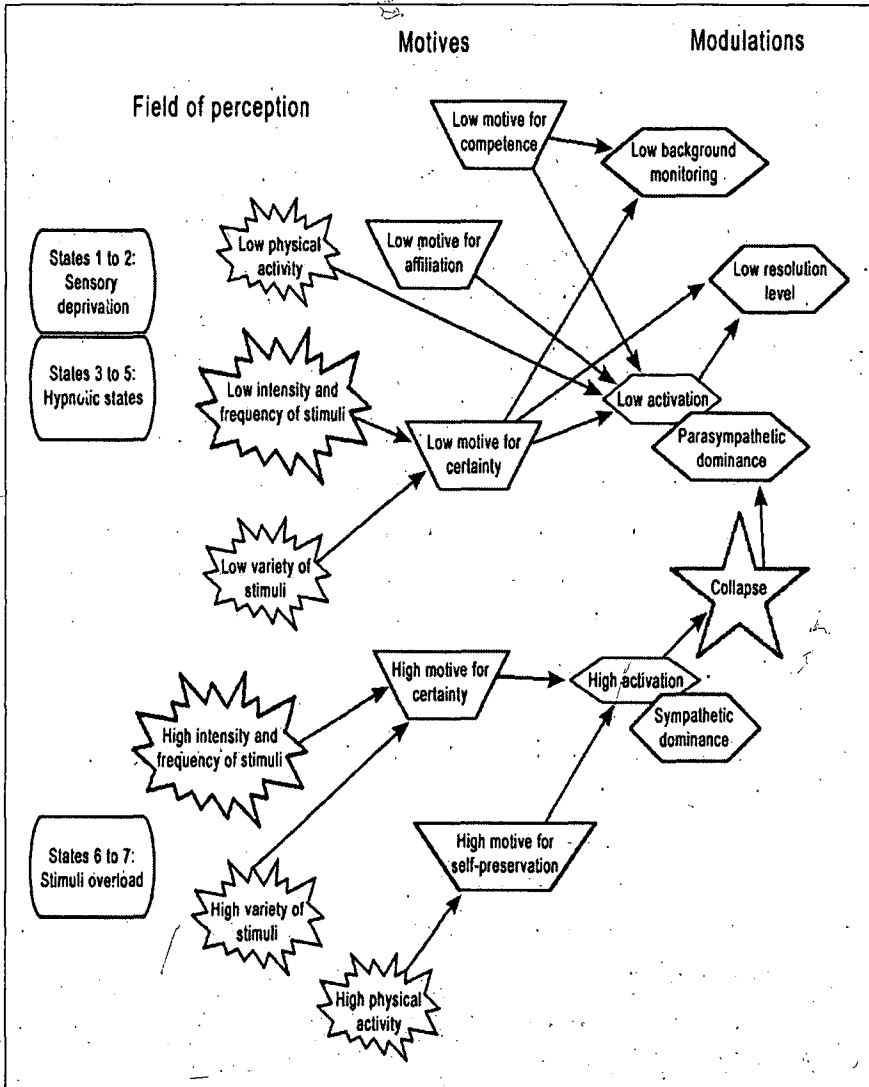 Motives
Modulations
Field of perception
Low motive for
competence
Low background
monitoring
States 1 to 2:
Sensory
deprivation
Low physical
activity
Low motive for
affiliation
Low resolution
level
States 3 to 5:
Hypnotic states
Low intensity and
frequency of stimuli
Low motive for
certainty
Low activation
Parasympathetic
dominance
Low variety of
stimuli
Collapse
High motive for
certainty
High activation
Sympathetic
dominance
High intensity and
frequency of stimuli
States 6 to 7:
Stimuli overload
High motive for
self-preservation
High variety of
stimuli
High physical
activity